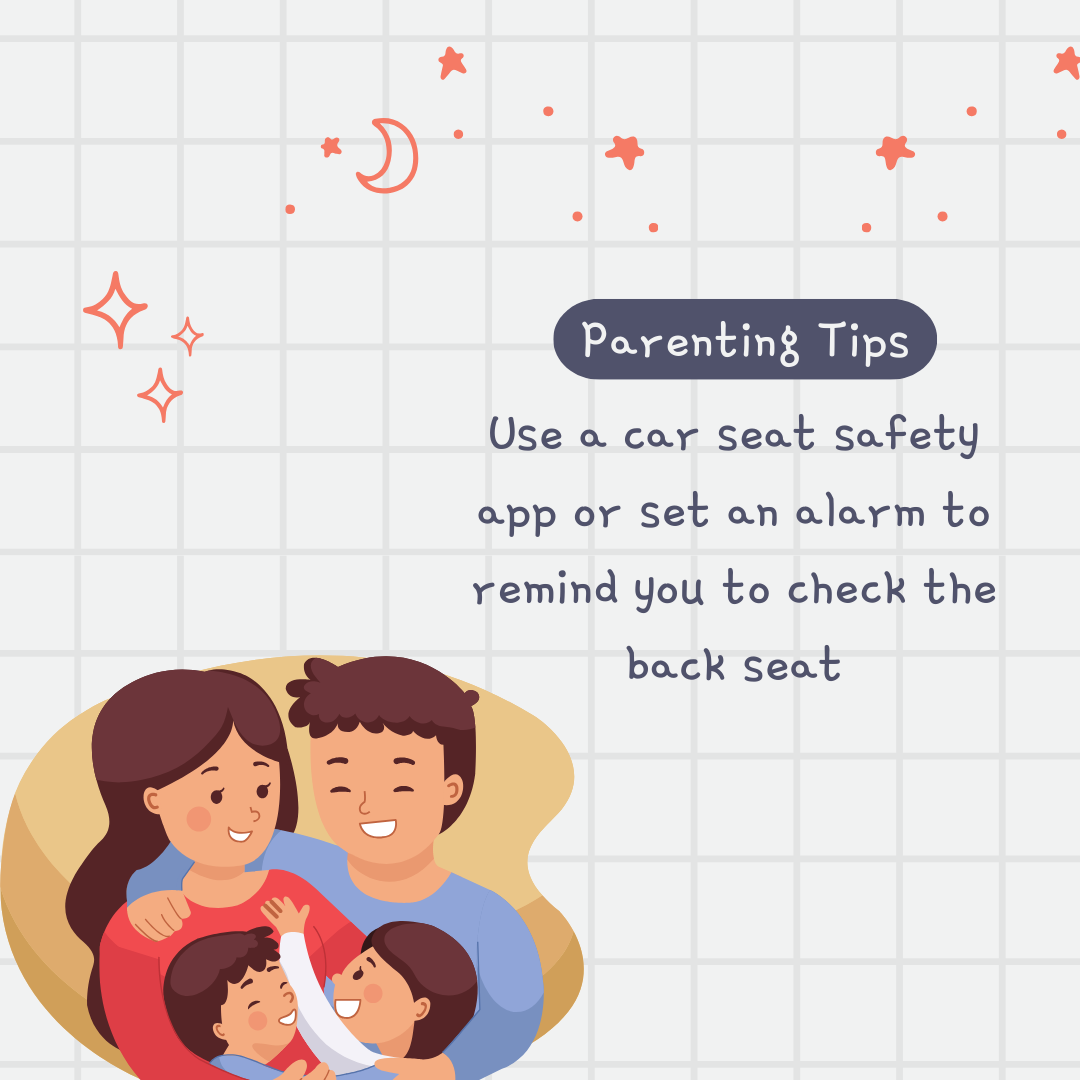 Parenting Tips
Use a car seat safety
app or set an alarm to
remind you to check the
back seat